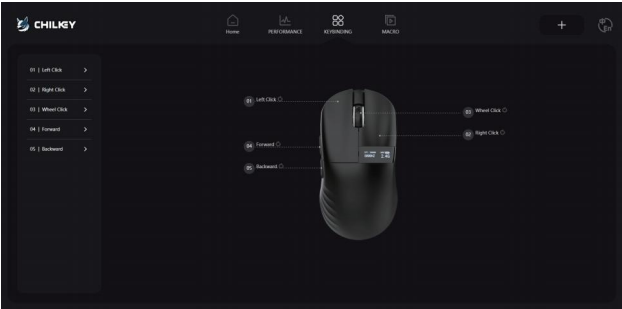 CHILKEY
Home
PERFORMANCE
KEYBINDING
MACRO
+
En
01 | Left Click
02 | Right Click
03 | Wheel Click
04 | Forward
05 | Backward
01 Left Click
03 Wheel Click
02 Right Click
04 Forward
05 Backward